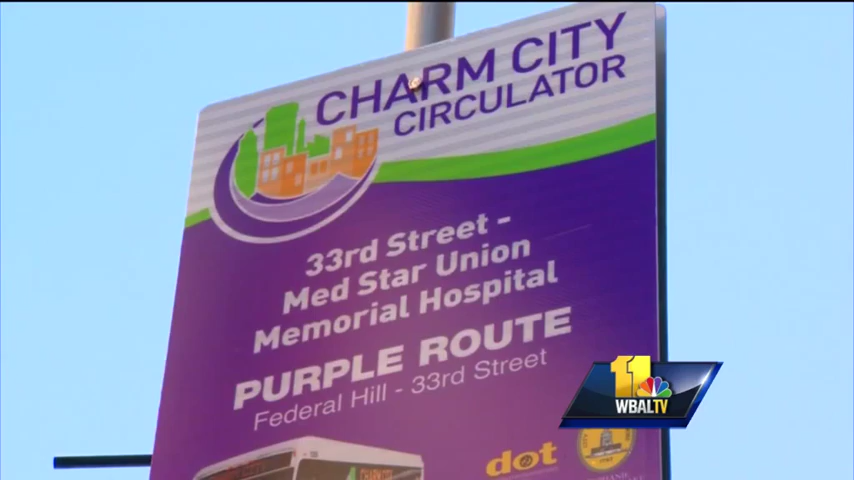 CHARM CITY
CIRCULATOR
33rd Street -
Med Star Union
Memorial Hospital
PURPLE ROUTE
Federal Hill - 33rd Street
dot
11
WBALTV